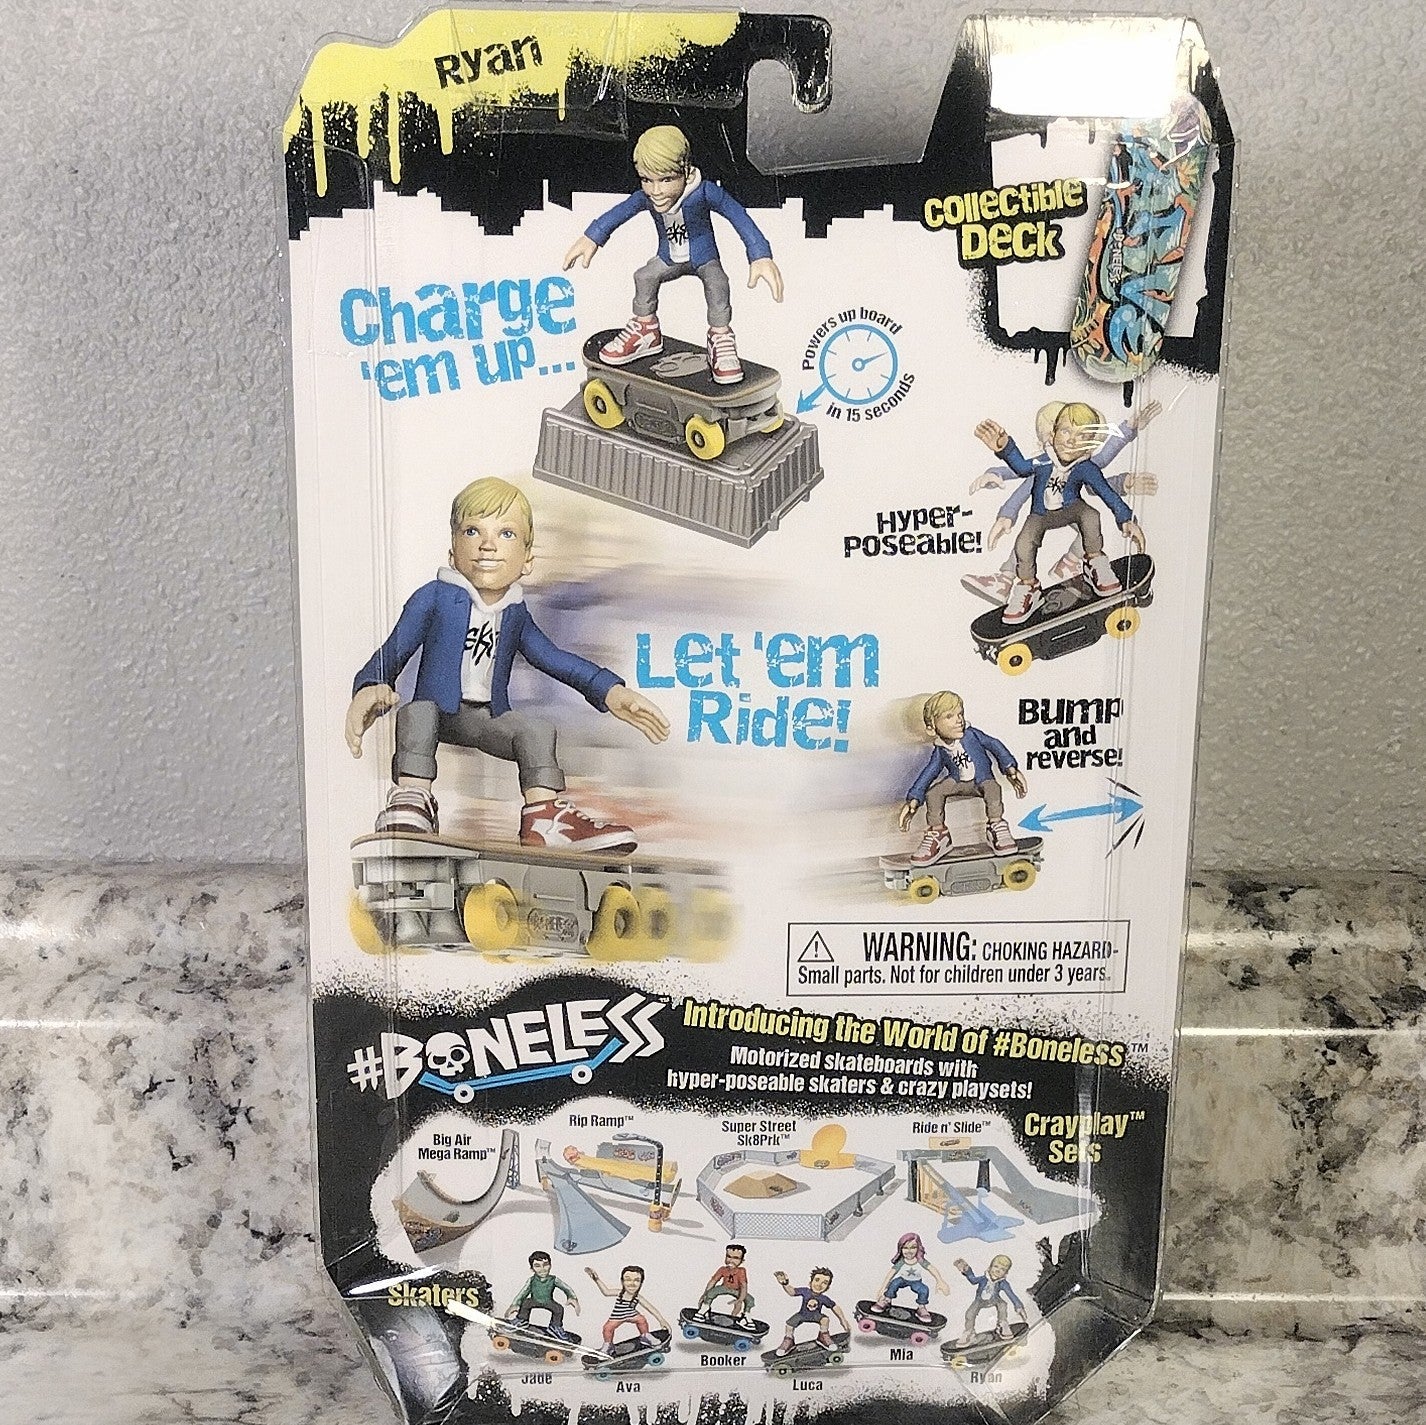 Ryan
Collectible
Deck
Charge
'em up...
Powers up board
in 15 seconds
Hyper-
Poseable!
Let 'em
Ride!
Bump
and
reverse!
WARNING: CHOKING HAZARD-
Small parts. Not for children under 3 years.
#BONELESS™
Introducing the World of #Boneless™
Motorized skateboards with
hyper-poseable skaters & crazy playsets!
Crayplay™
Sets
Big Air
Mega Ramp™
Rip Ramp™
Super Street
Sk8Prk™
Ride n' Slide™
Skaters
Jade
Ava
Booker
Luca
Mia
Ryan